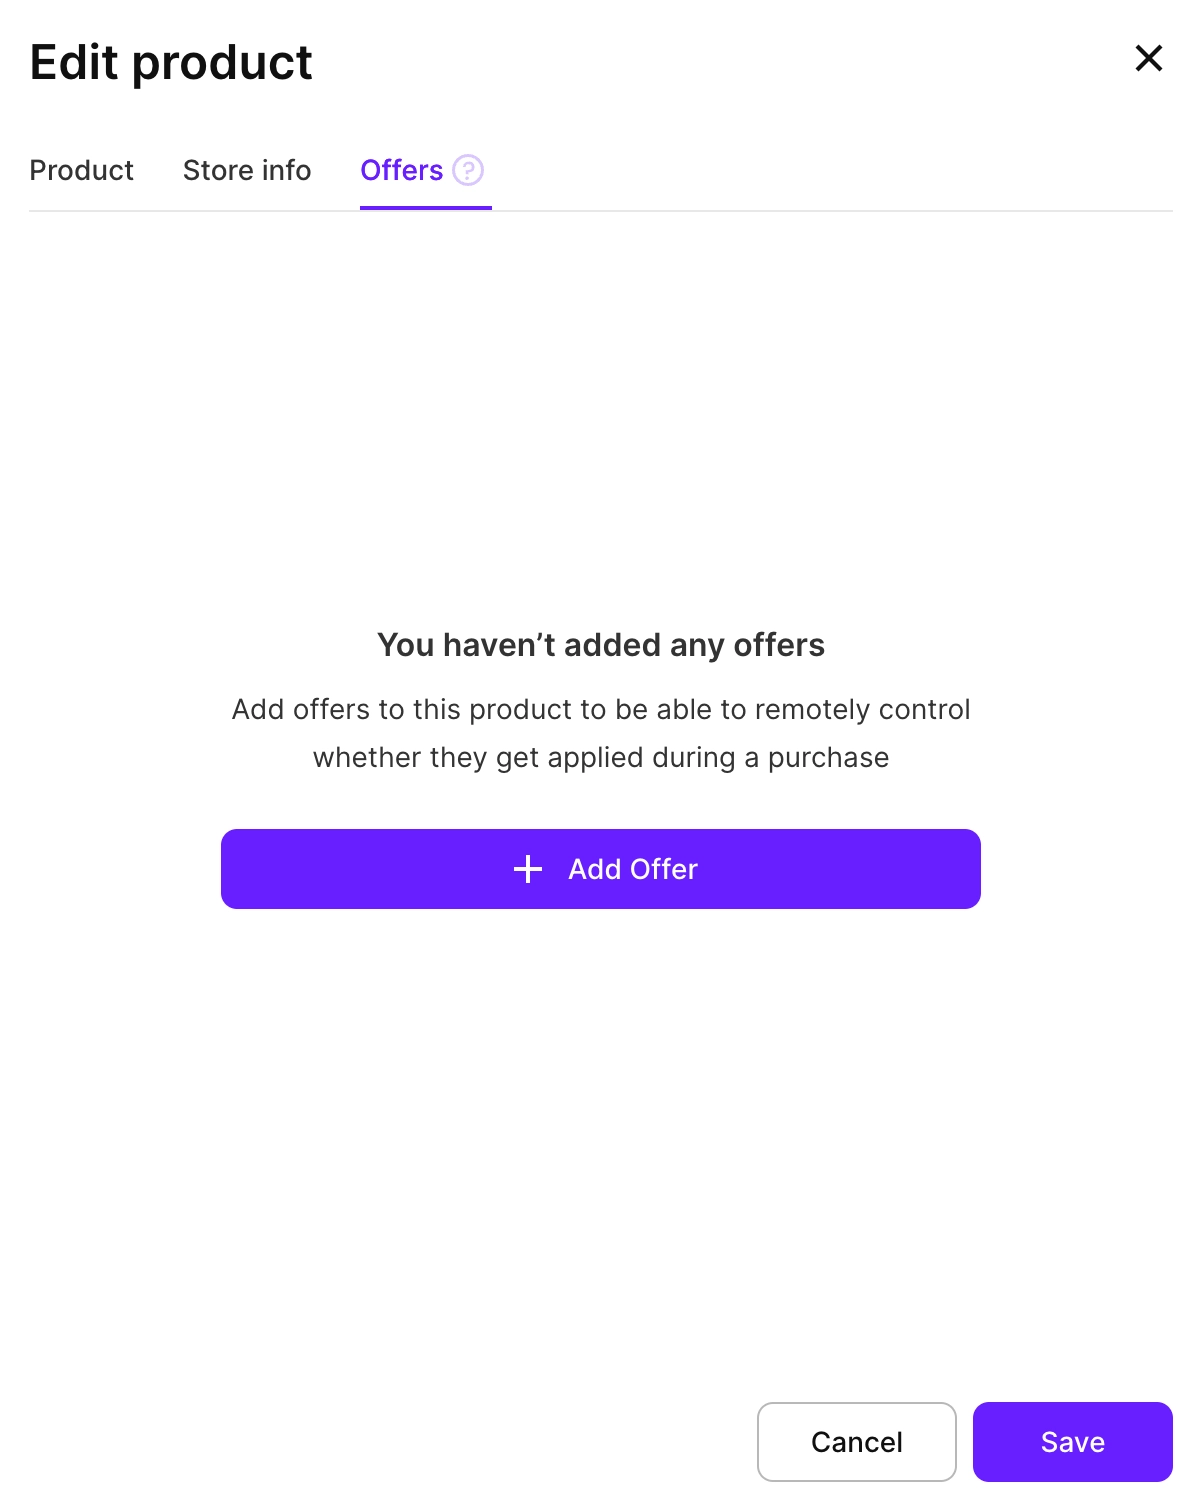 Edit product
Product Store info Offers ?
You haven’t added any offers
Add offers to this product to be able to remotely control
whether they get applied during a purchase
Add Offer
Cancel Save